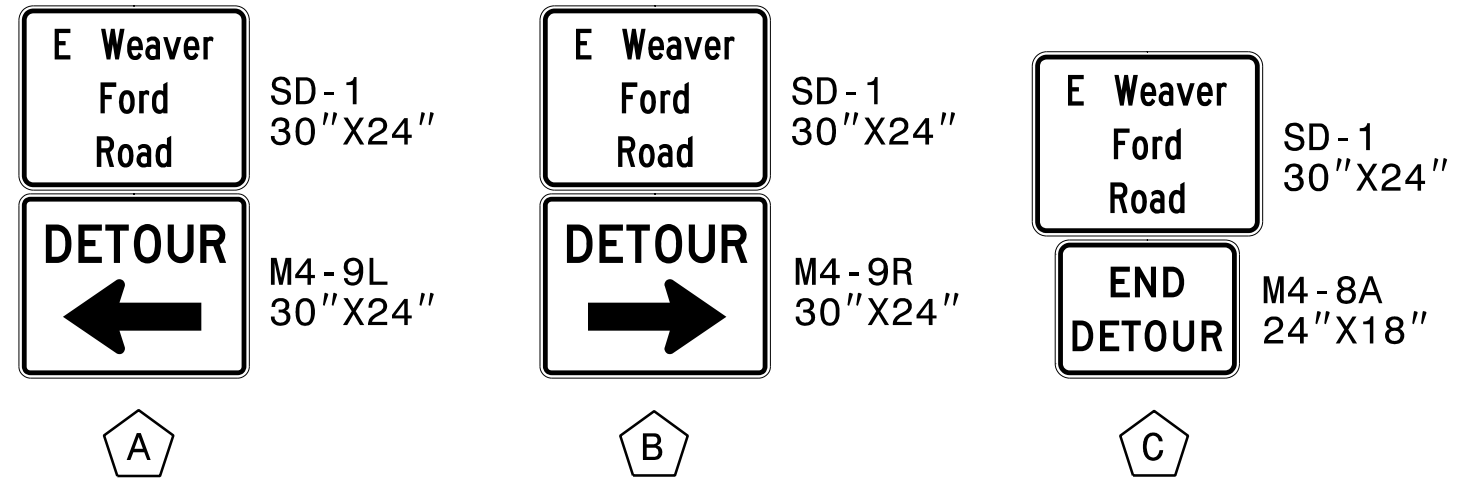 E Weaver
Ford
Road
SD-1
30"X24"
DETOUR
M4-9L
30"X24"
A
E Weaver
Ford
Road
SD-1
30"X24"
DETOUR
M4-9R
30"X24"
B
E Weaver
Ford
Road
SD-1
30"X24"
END
DETOUR
M4-8A
24"X18"
C